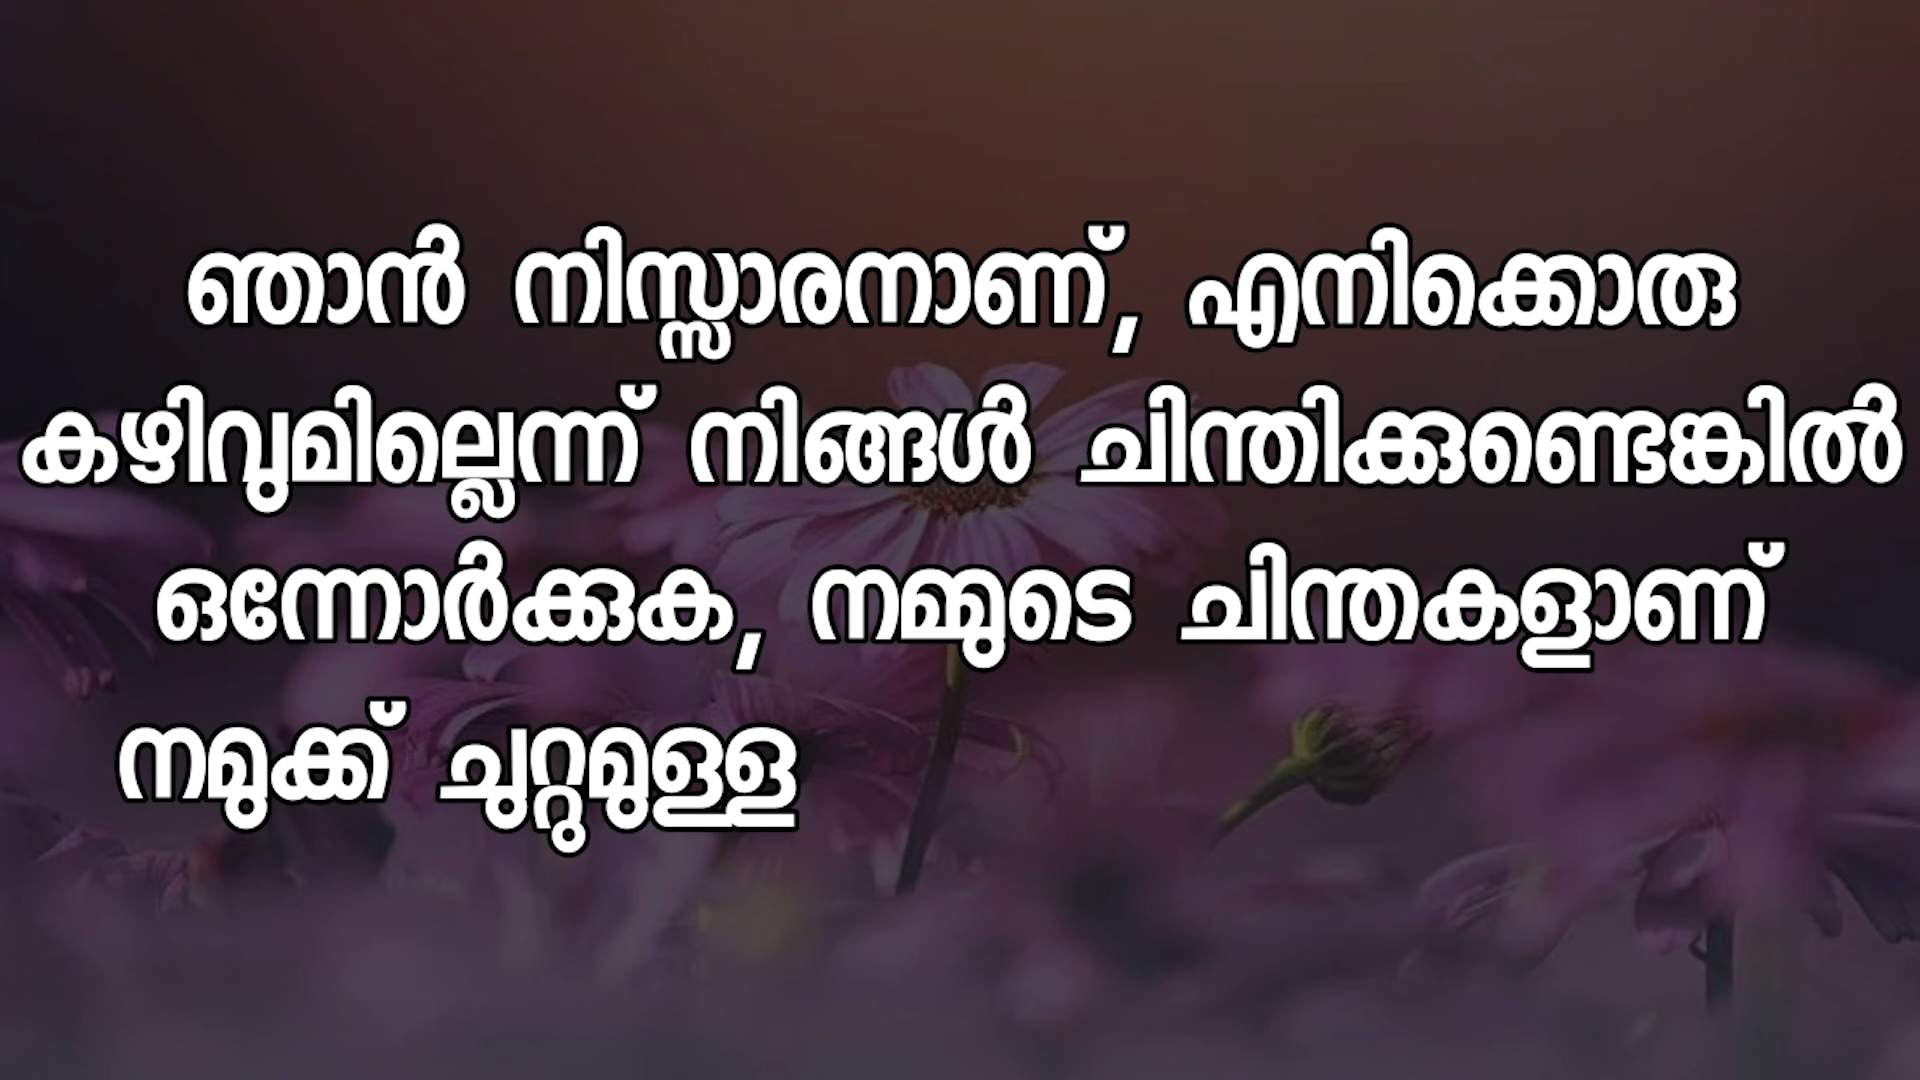 ഞാൻ നിസ്സാരനാണ്, എനിക്കൊരു
കഴിവുമില്ലെന്ന് നിങ്ങൾ ചിന്തിക്കുണ്ടെങ്കിൽ
ഒന്നോർക്കുക, നമ്മുടെ ചിന്തകളാണ്
നമുക്ക് ചുറ്റുമുള്ള